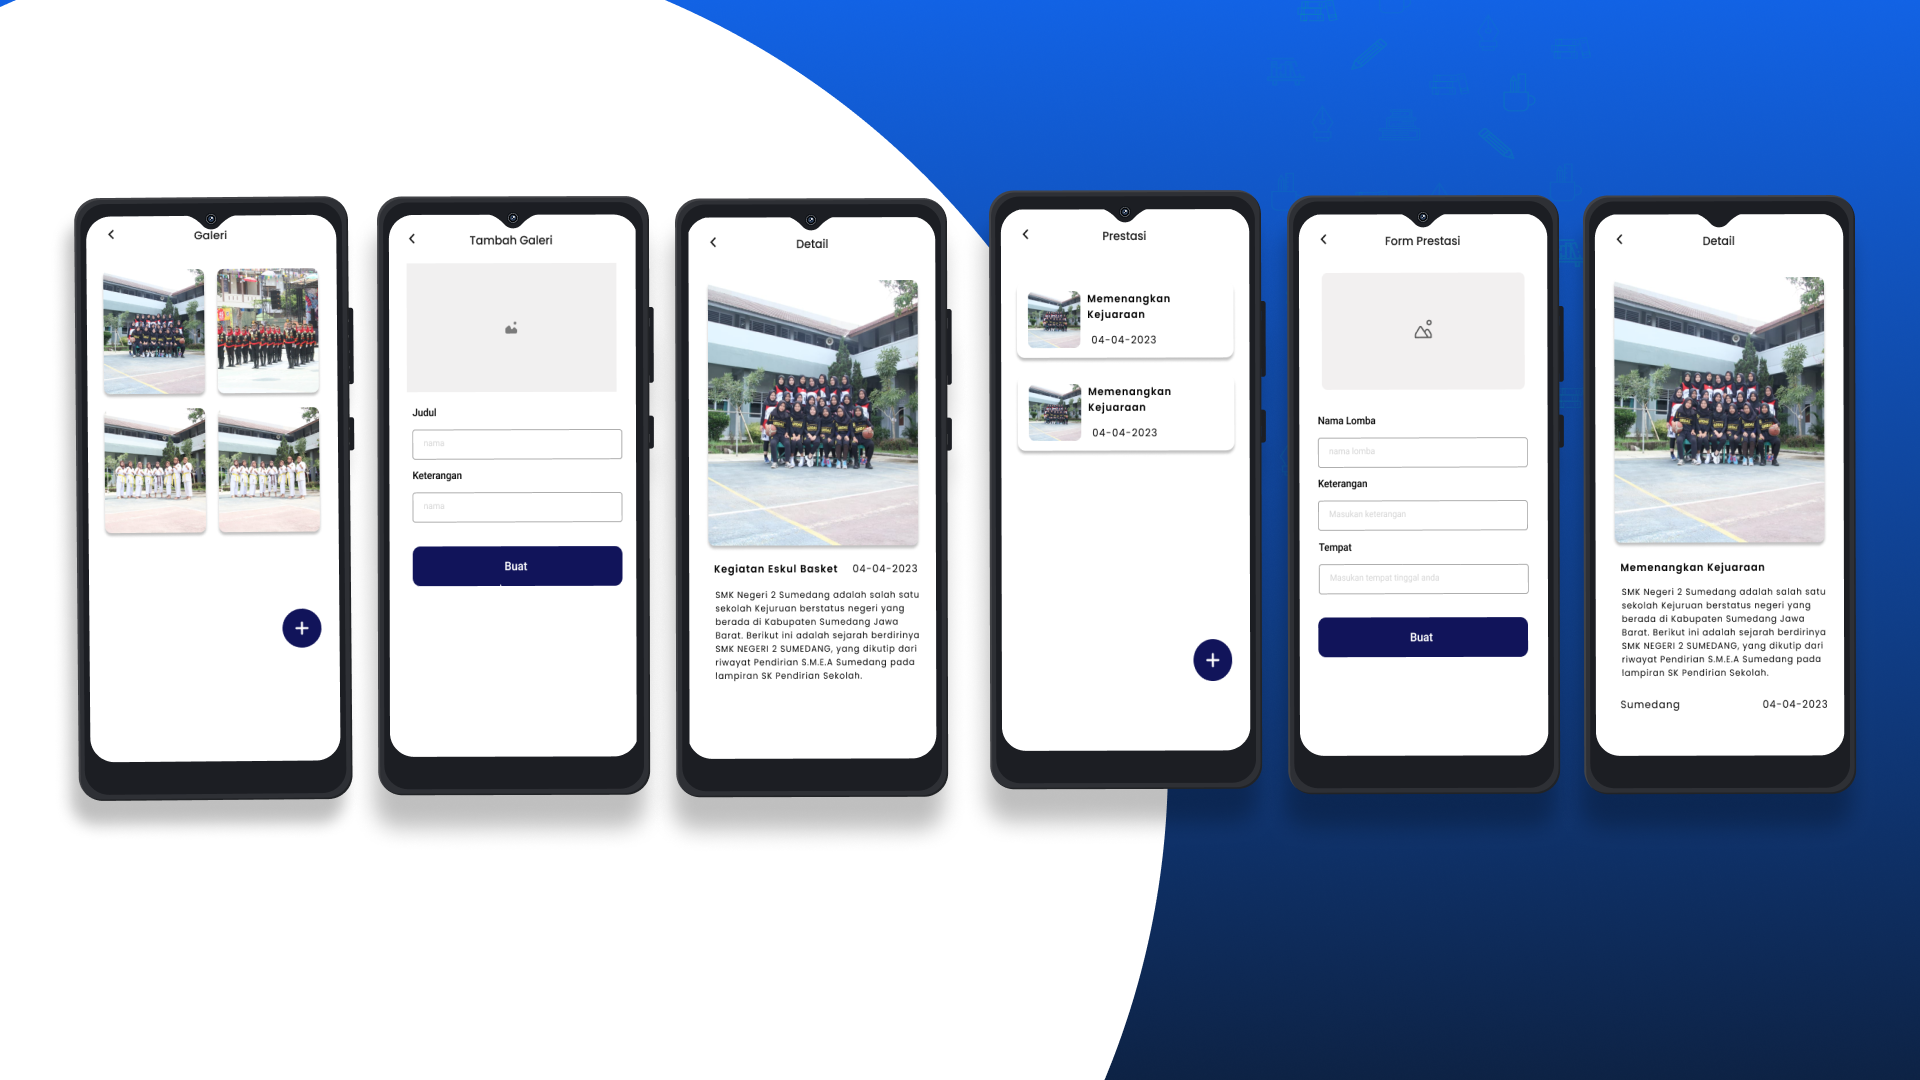 Galeri
Tambah Galeri
Judul
nama
Keterangan
nama
Buat
Detail
Kegiatan Eskul Basket 04-04-2023
SMK Negeri 2 Sumedang adalah salah satu
sekolah Kejuruan berstatus negeri yang
berada di Kabupaten Sumedang Jawa
Barat. Berikut ini adalah sejarah berdirinya
SMK NEGERI 2 SUMEDANG, yang dikutip dari
riwayat Pendirian S.M.E.A Sumedang pada
lampiran SK Pendirian Sekolah.
Prestasi
Memenangkan
Kejuaraan
04-04-2023
Memenangkan
Kejuaraan
04-04-2023
Form Prestasi
Nama Lomba
nama lomba
Keterangan
Masukan keterangan
Tempat
Masukan tempat tinggal anda
Buat
Detail
Memenangkan Kejuaraan
SMK Negeri 2 Sumedang adalah salah satu
sekolah Kejuruan berstatus negeri yang
berada di Kabupaten Sumedang Jawa
Barat. Berikut ini adalah sejarah berdirinya
SMK NEGERI 2 SUMEDANG, yang dikutip dari
riwayat Pendirian S.M.E.A Sumedang pada
lampiran SK Pendirian Sekolah.
Sumedang 04-04-2023